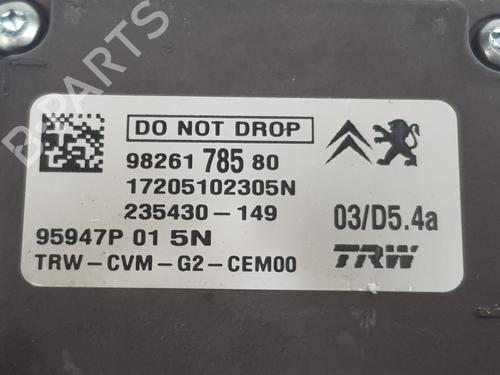 B-PARTS
DO NOT DROP
98261 785 80
17205102305N
235430-149
03/D5.4a
95947P 01 5N
TRW-CVM-G2-CEM00
TRW